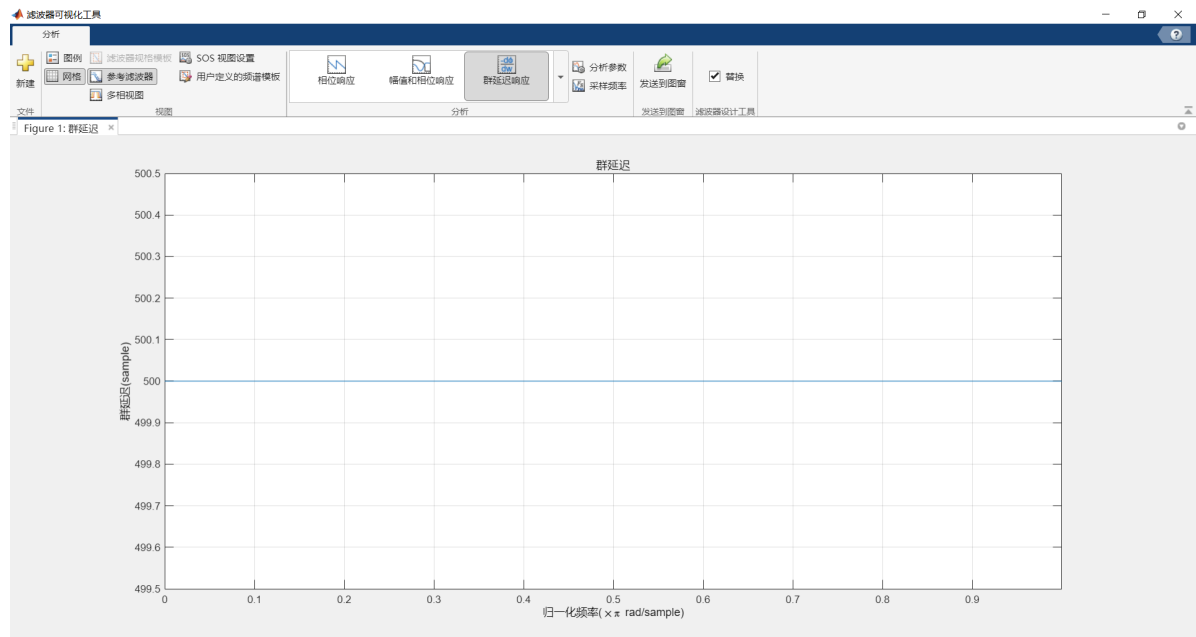 滤波器可视化工具
分析
新建
图例
滤波器规格模板
SOS 视图设置
网格
参考滤波器
用户定义的频谱模板
多相视图
相位响应
幅值和相位响应
-dθ
dw
群延迟响应
分析参数
采样频率
发送到图窗
替换
文件
视图
分析
发送到图窗
滤波器设计工具
Figure 1: 群延迟
群延迟
500.5
500.4
500.3
500.2
500.1
500
499.9
499.8
499.7
499.6
499.5
群延迟(sample)
0 0.1 0.2 0.3 0.4 0.5 0.6 0.7 0.8 0.9
归一化频率(×π rad/sample)